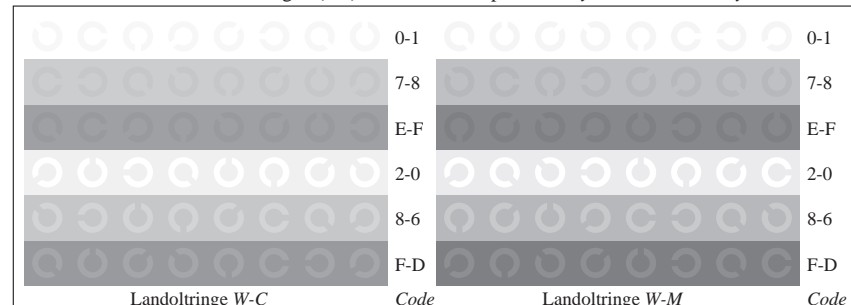 0-1 0-1
7-8 7-8
E-F E-F
2-0 2-0
8-6 8-6
F-D F-D
Landoltringe W-C Code Landoltringe W-M Code